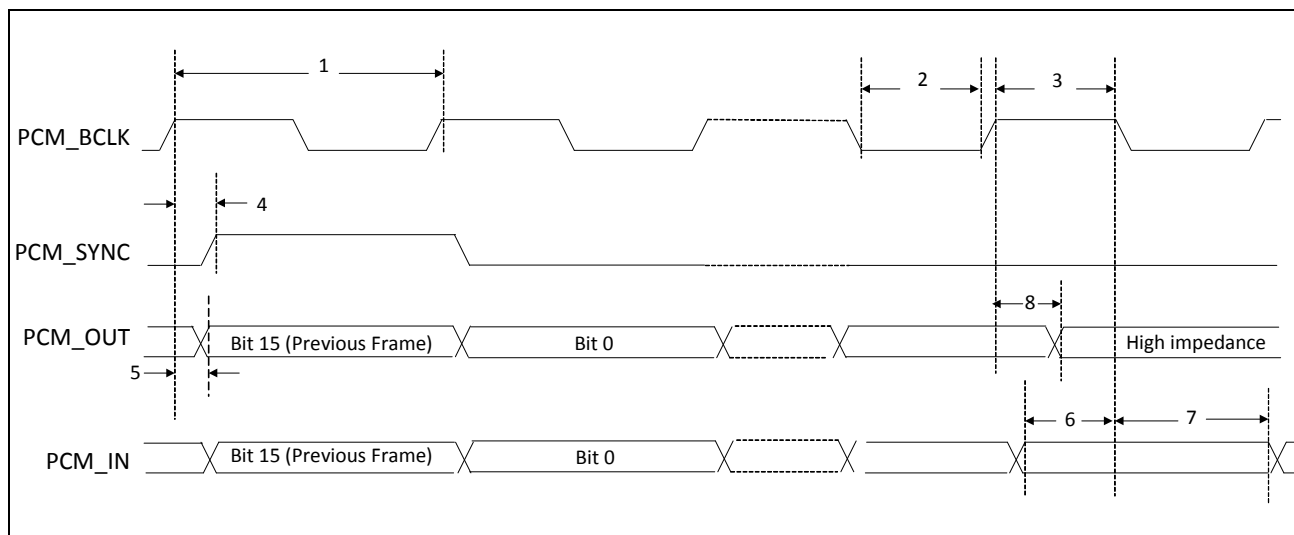 1
2
3
PCM_BCLK
4
PCM_SYNC
8
PCM_OUT
Bit 15 (Previous Frame)
Bit 0
High impedance
5
6
7
PCM_IN
Bit 15 (Previous Frame)
Bit 0